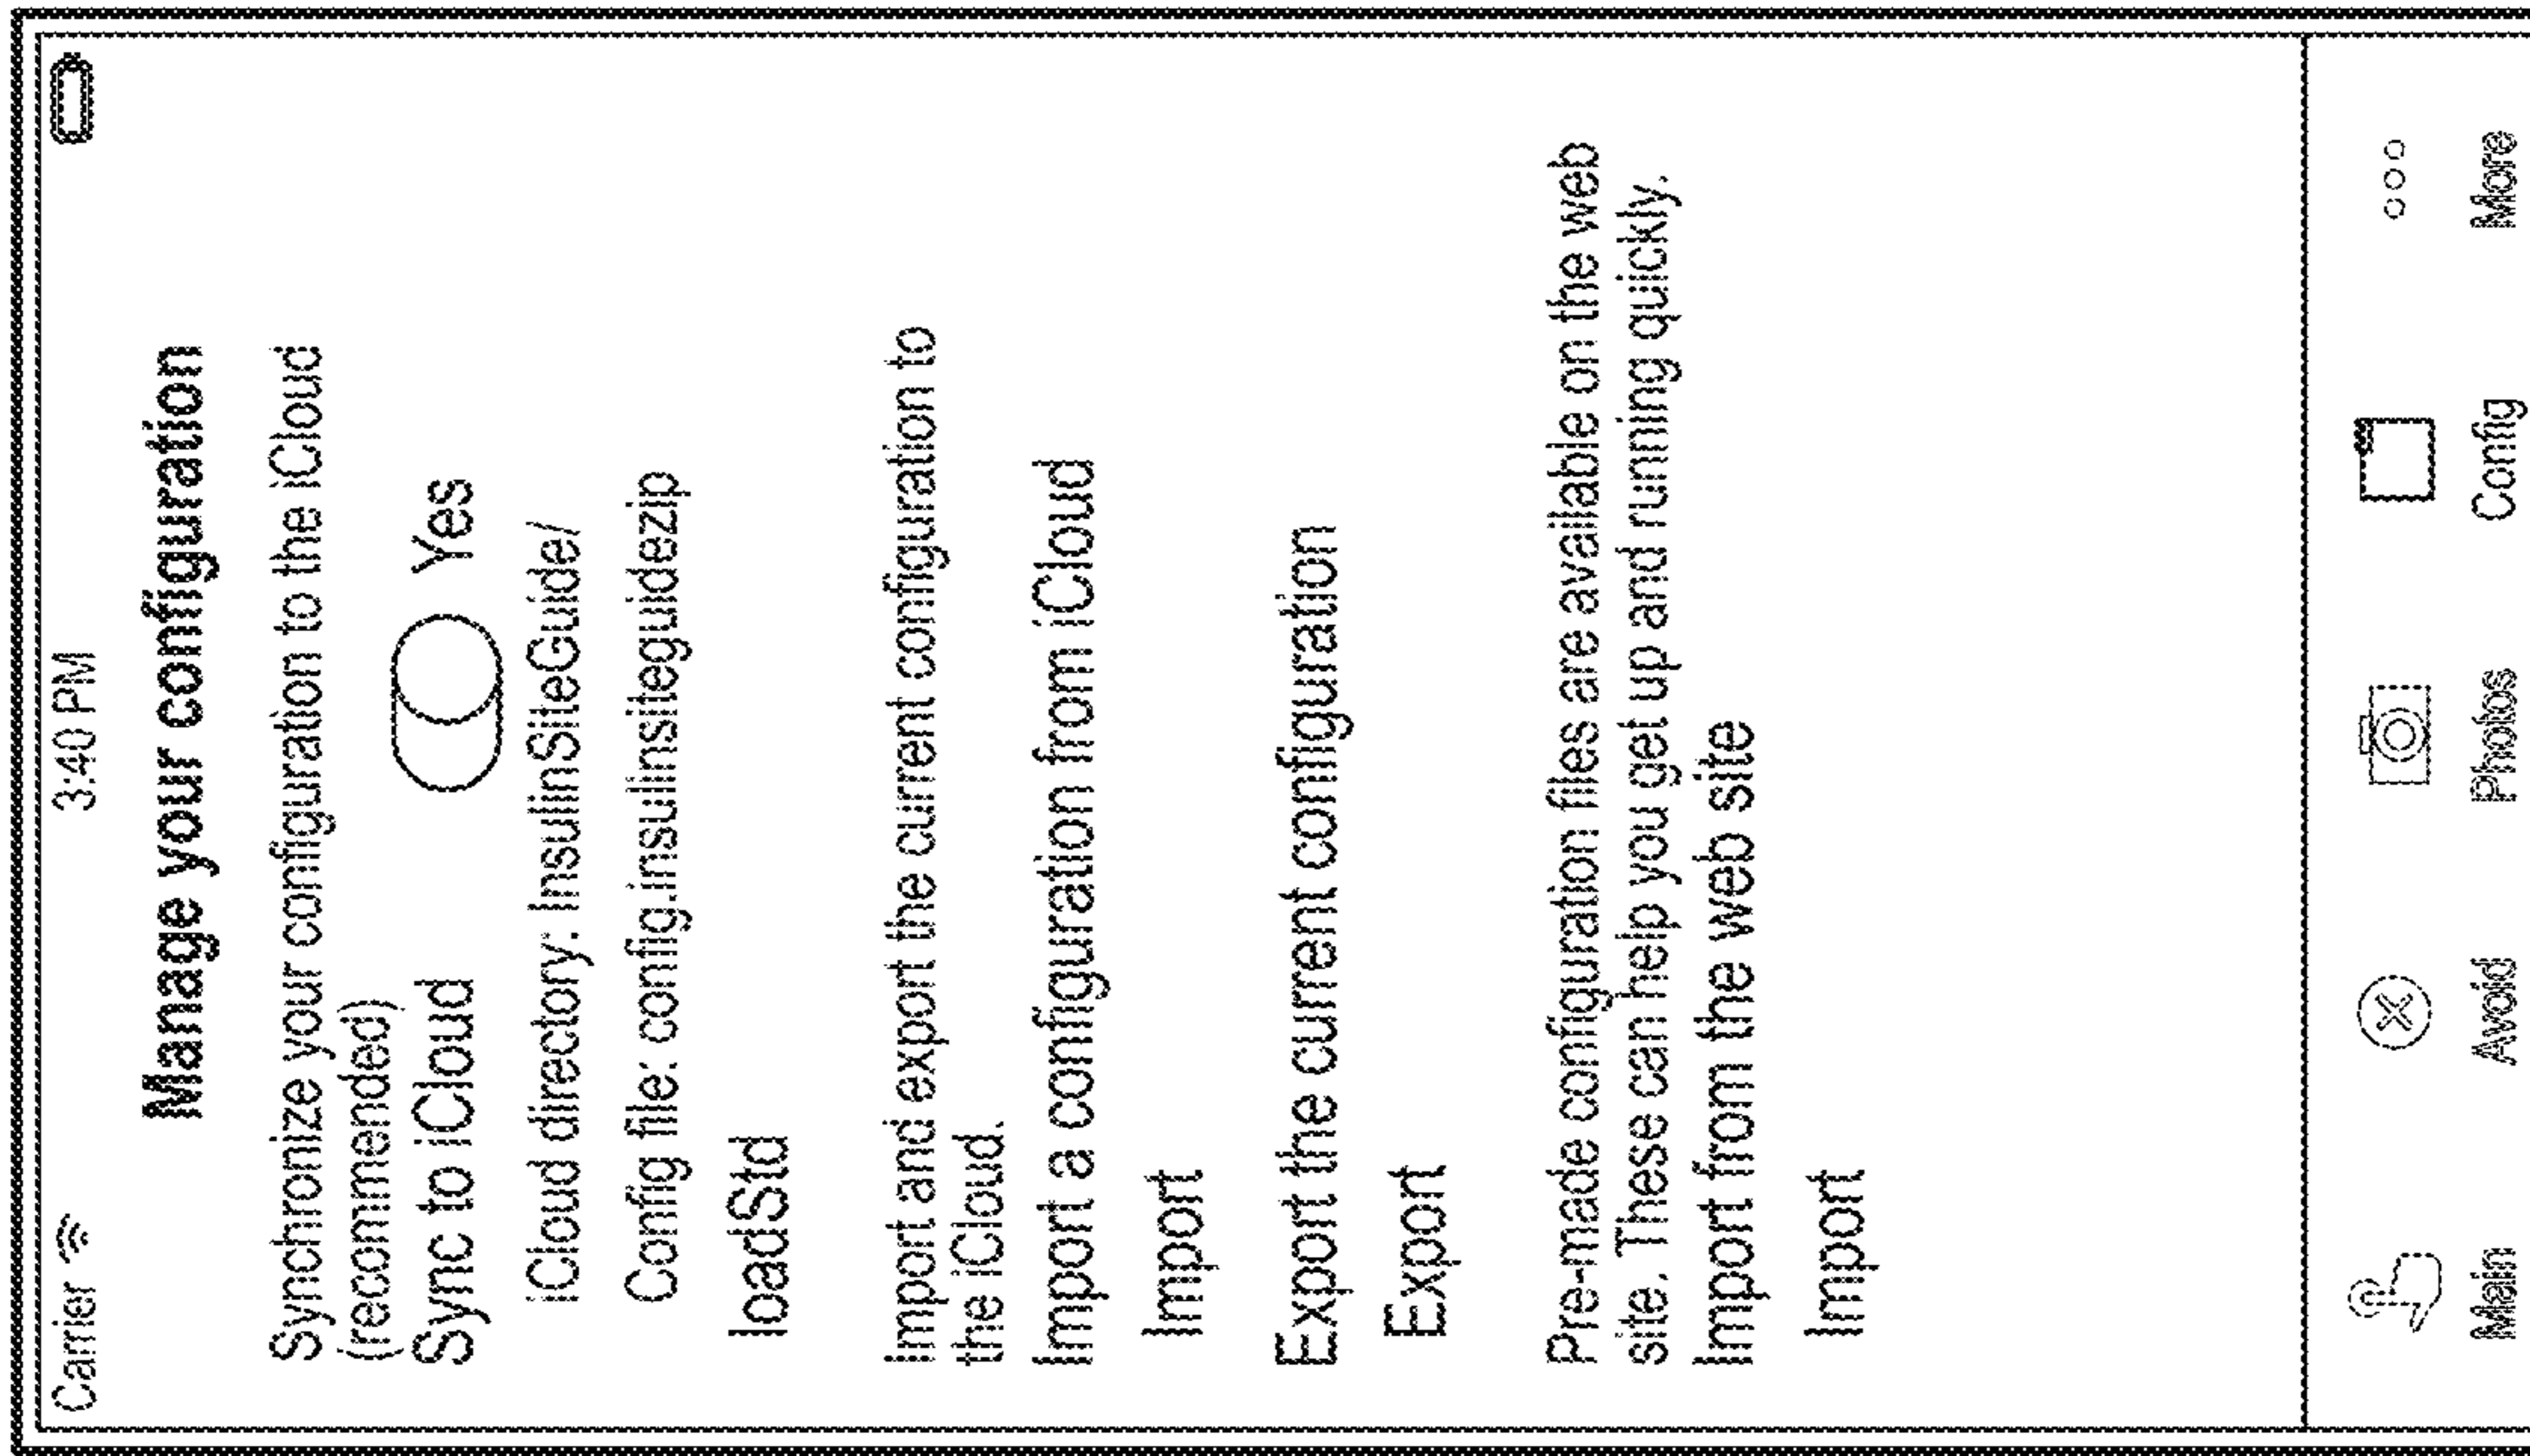 Carrier 3:40 PM
Manage your configuration
Synchronize your configuration to the iCloud
(recommended)
Sync to iCloud Yes
iCloud directory: InsulinSiteGuide/
Config file: config.insulinsiteguidezip
loadStd
Import and export the current configuration to
the iCloud.
Import a configuration from iCloud
Import
Export the current configuration
Export
Pre-made configuration files are available on the web
site. These can help you get up and running quickly.
Import from the web site
Import
Main Avoid Photos Config More